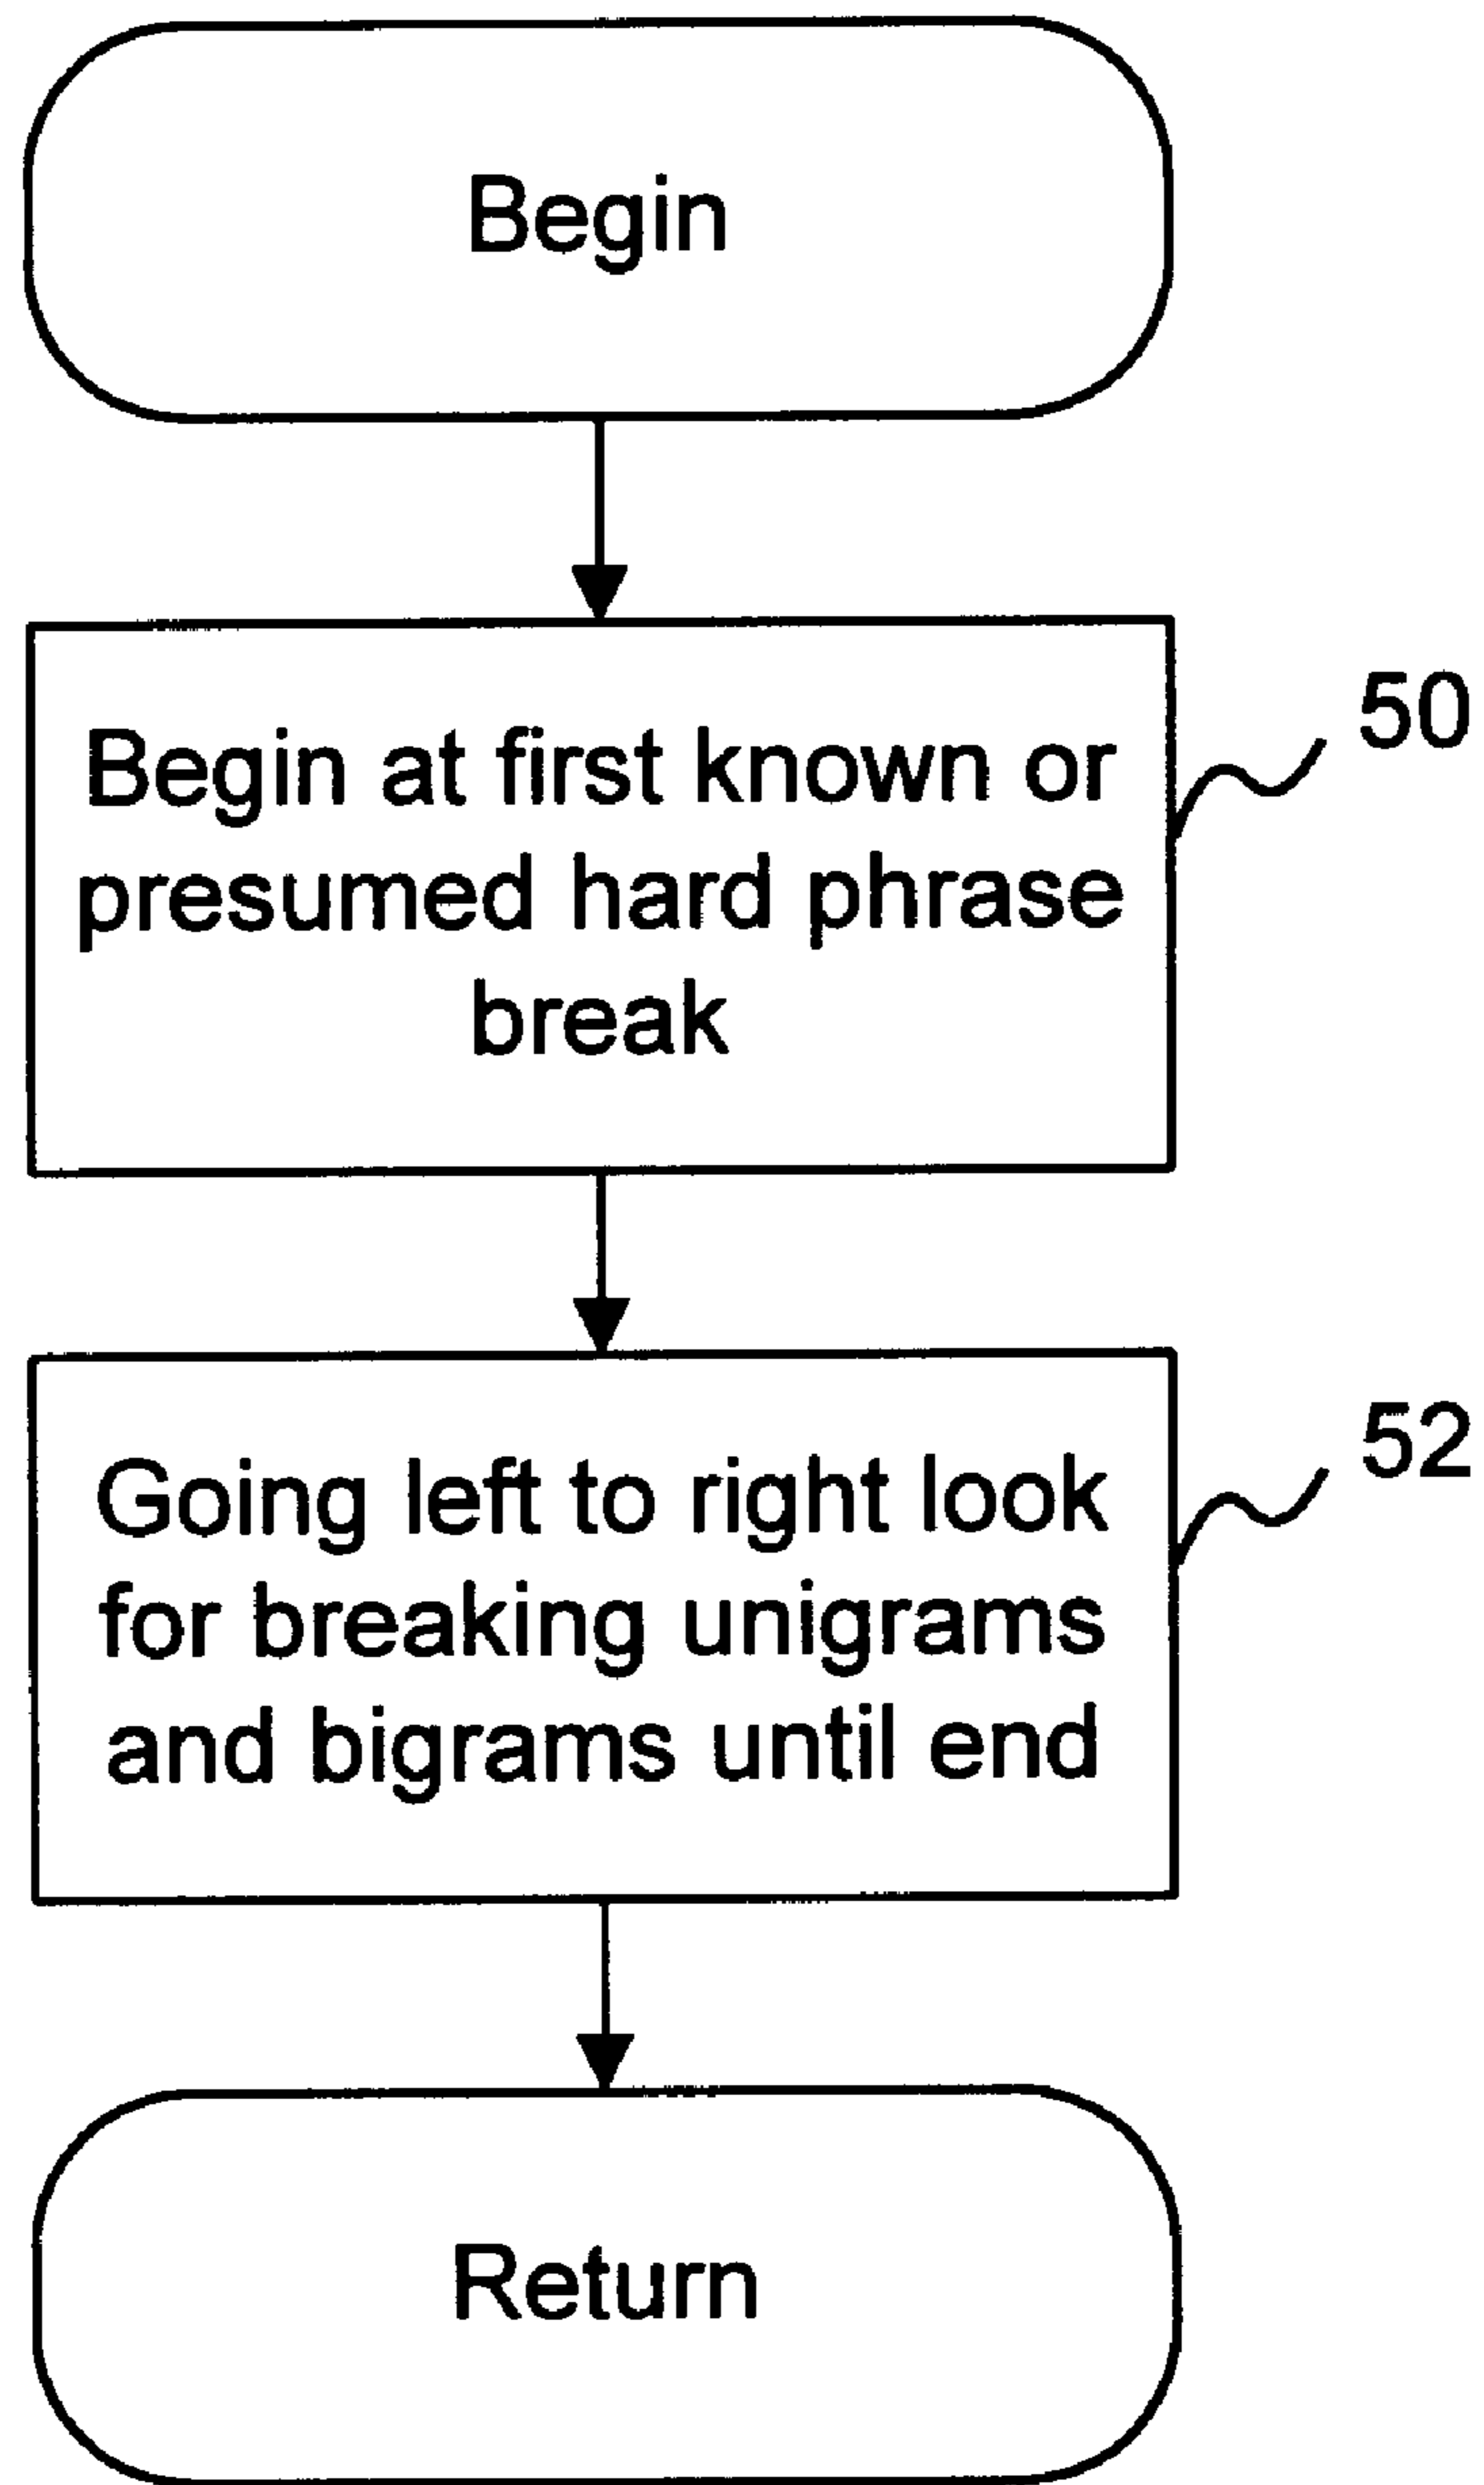 Begin
Begin at first known or
presumed hard phrase
break
50
Going left to right look
for breaking unigrams
and bigrams until end
52
Return